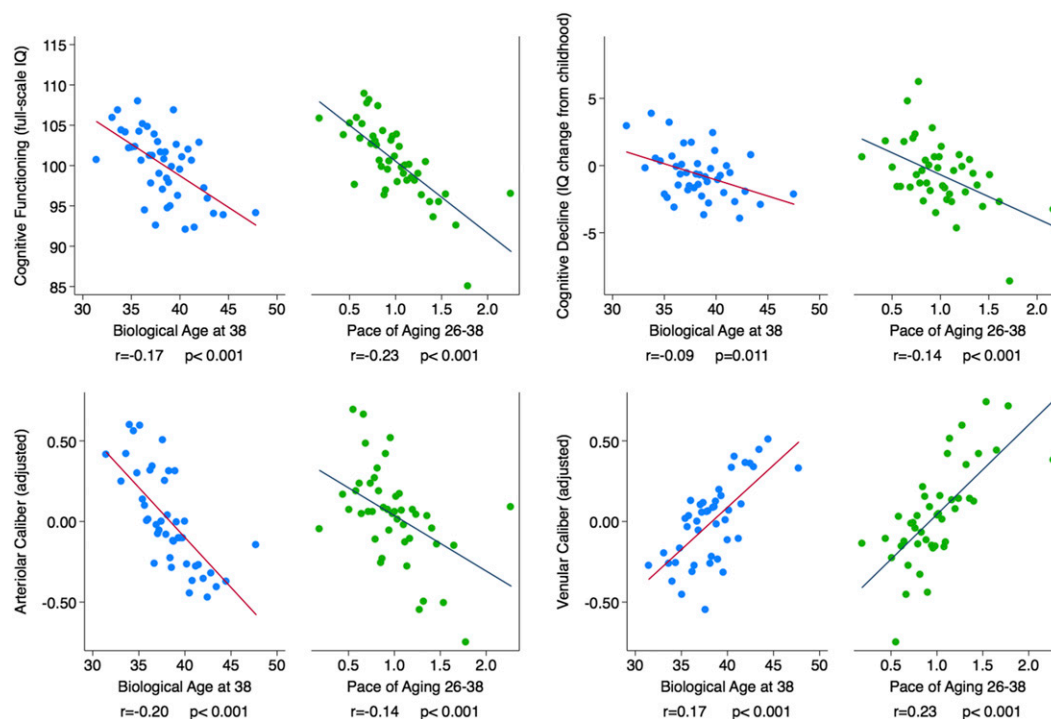 Cognitive Functioning (full-scale IQ)
115
110
105
100
95
90
85
30 35 40 45 50
Biological Age at 38
r=-0.17 p< 0.001
0.5 1.0 1.5 2.0
Pace of Aging 26-38
r=-0.23 p< 0.001
Cognitive Decline (IQ change from childhood)
5
0
-5
30 35 40 45 50
Biological Age at 38
r=-0.09 p=0.011
0.5 1.0 1.5 2.0
Pace of Aging 26-38
r=-0.14 p< 0.001
Arteriolar Caliber (adjusted)
0.50
0.00
-0.50
30 35 40 45 50
Biological Age at 38
r=-0.20 p< 0.001
0.5 1.0 1.5 2.0
Pace of Aging 26-38
r=-0.14 p< 0.001
Venular Caliber (adjusted)
0.50
0.00
-0.50
30 35 40 45 50
Biological Age at 38
r=0.17 p< 0.001
0.5 1.0 1.5 2.0
Pace of Aging 26-38
r=0.23 p< 0.001